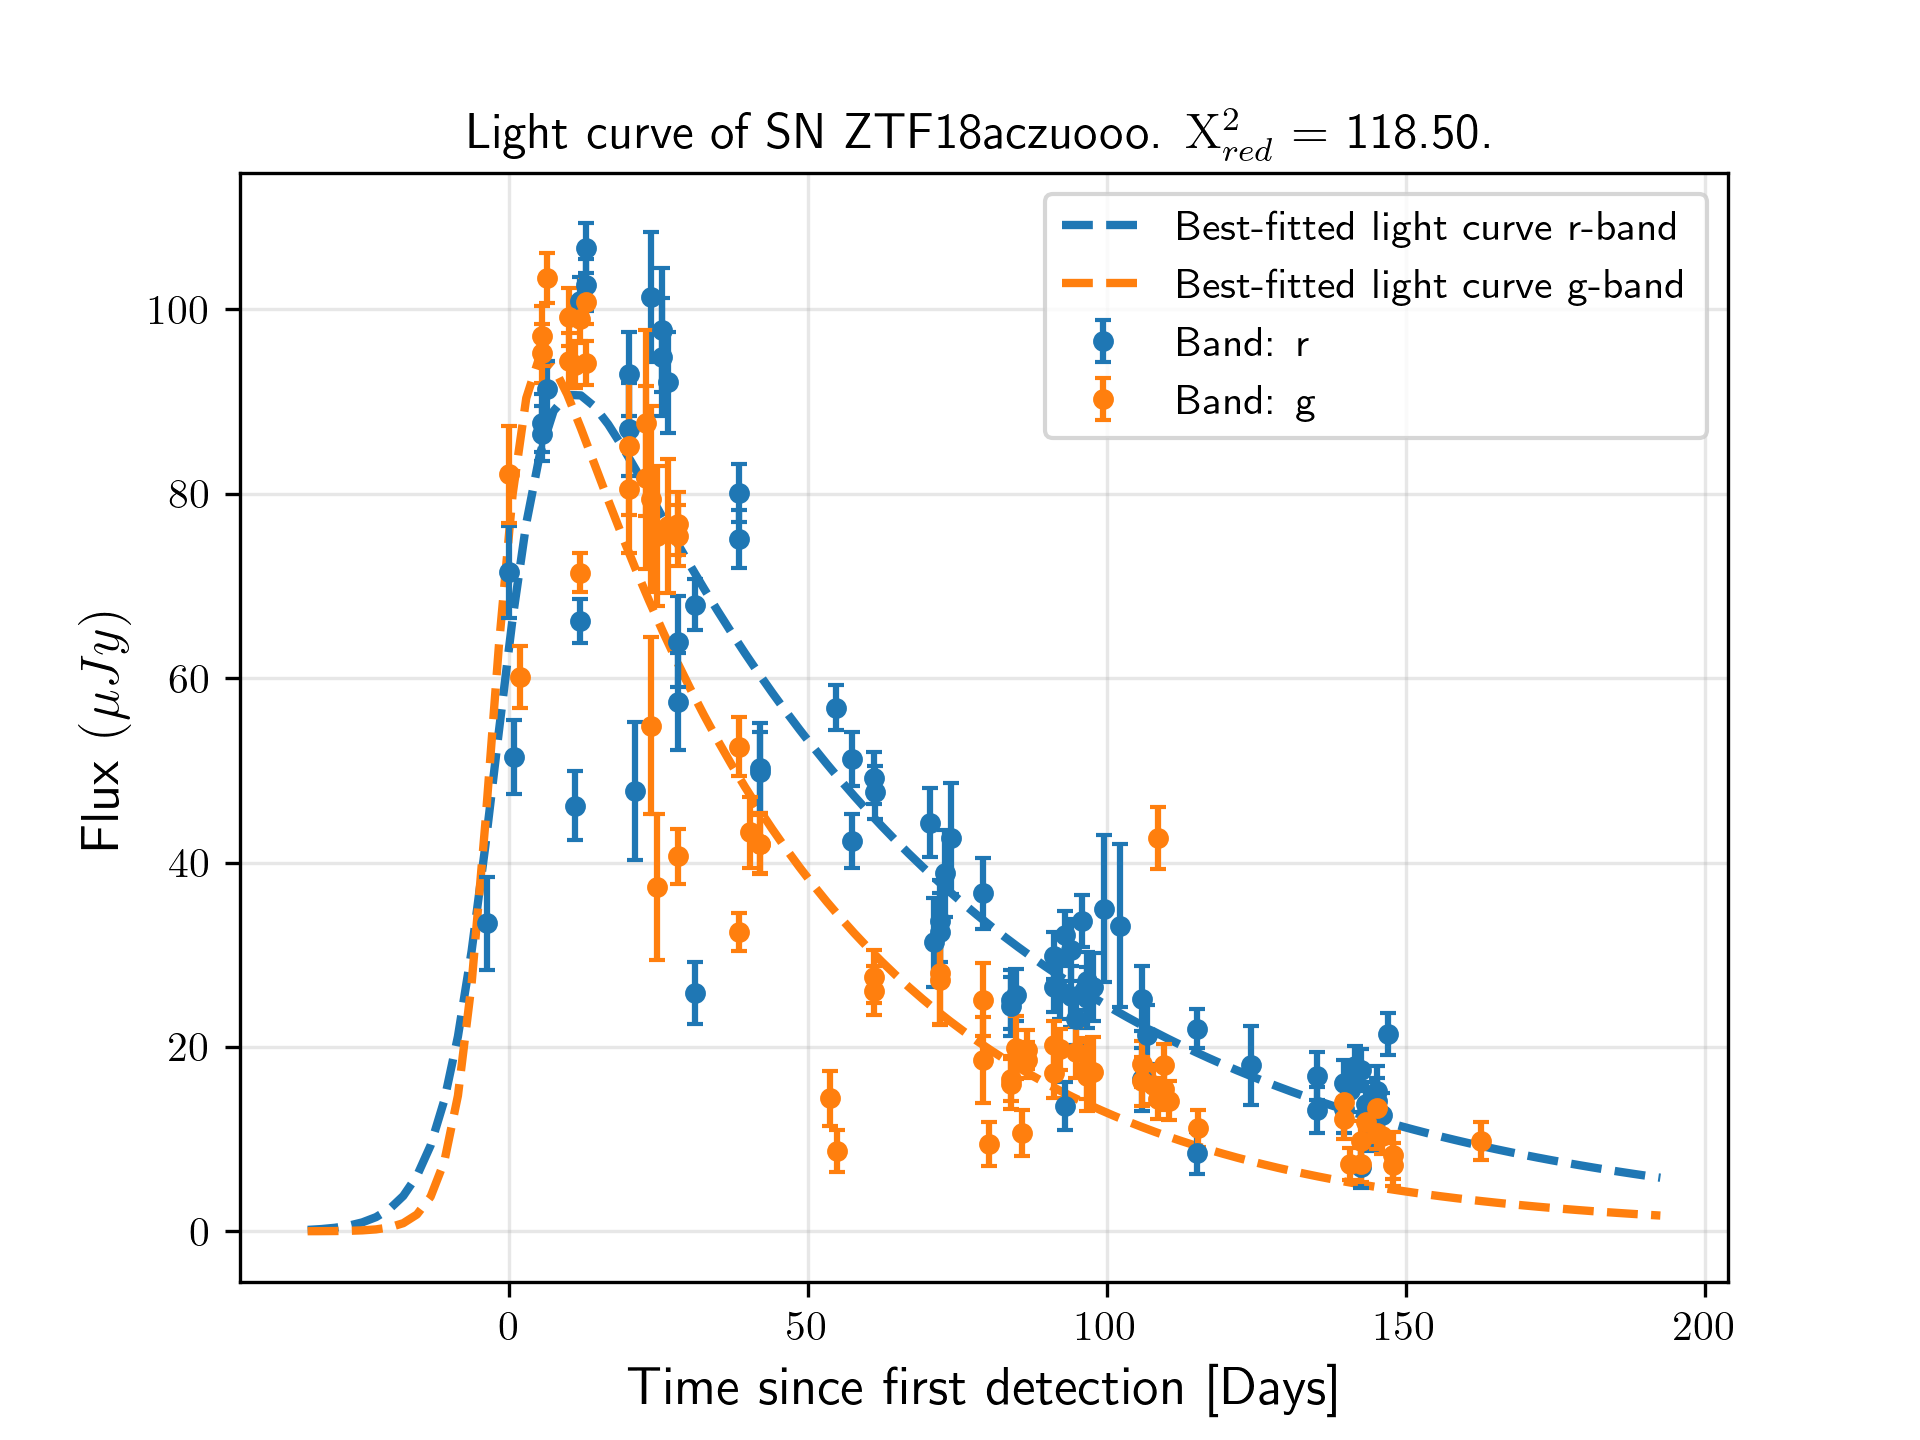 Light curve of SN ZTF18aczuooo. X²_red = 118.50.
Best-fitted light curve r-band
Best-fitted light curve g-band
Band: r
Band: g
Flux (μJy)
100
80
60
40
20
0
0 50 100 150 200
Time since first detection [Days]